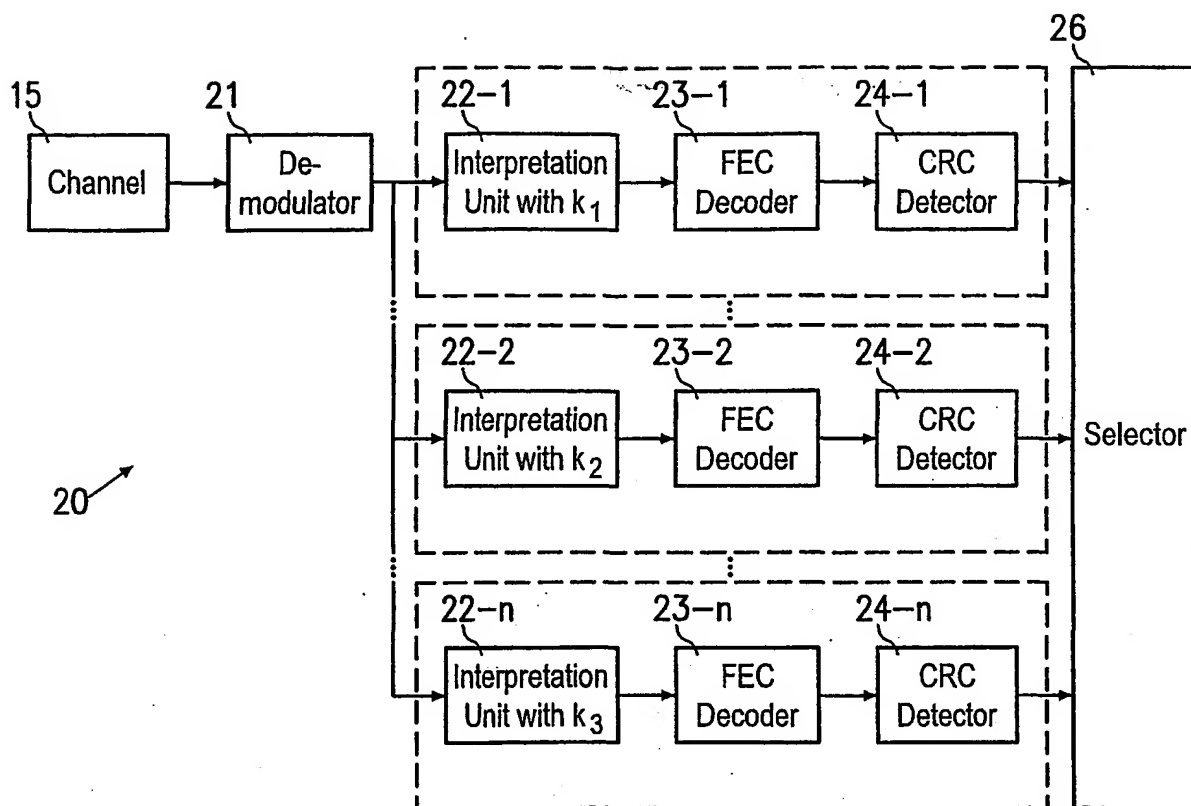 26
15
21
22-1
23-1
24-1
Channel
De-
modulator
Interpretation
Unit with k1
FEC
Decoder
CRC
Detector
22-2
23-2
24-2
Interpretation
Unit with k2
FEC
Decoder
CRC
Detector
Selector
20
22-n
23-n
24-n
Interpretation
Unit with k3
FEC
Decoder
CRC
Detector